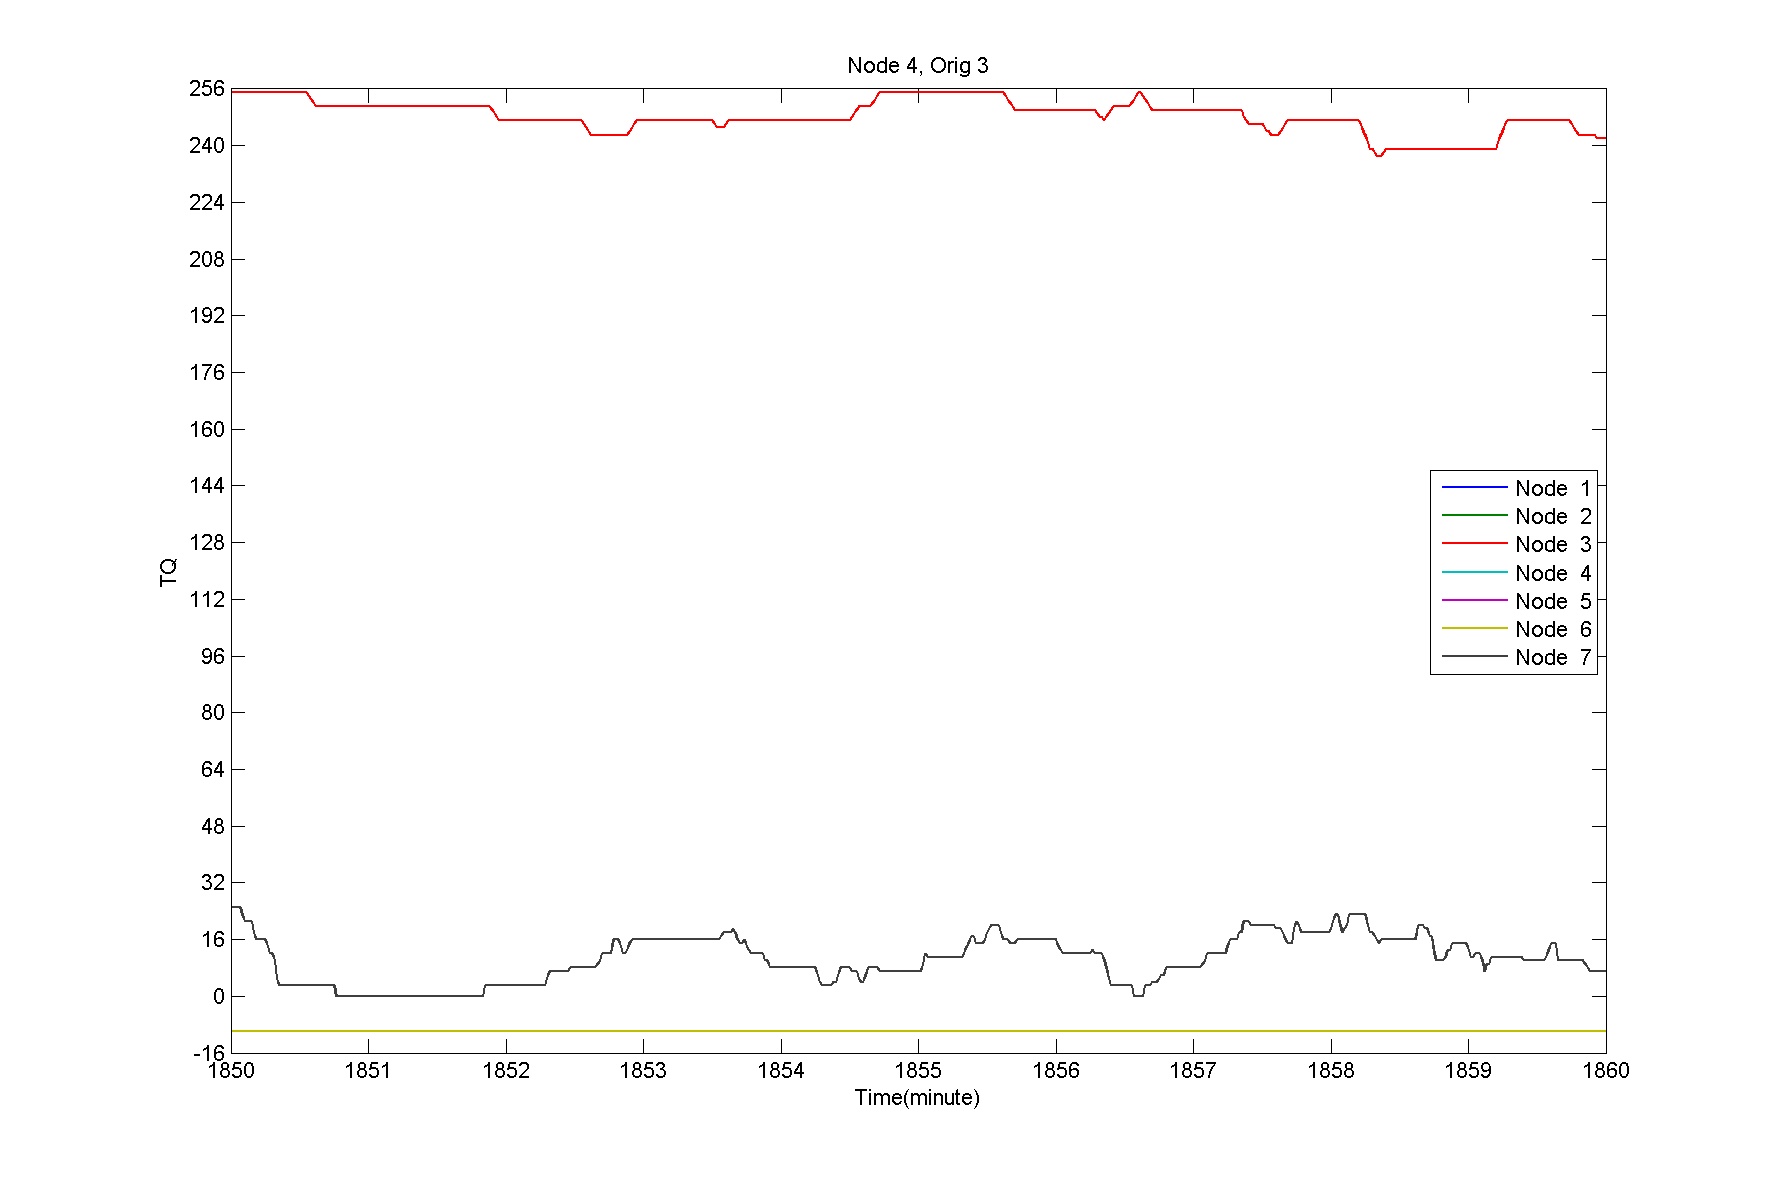 Node 4, Orig 3
256
240
224
208
192
176
160
144
128
112
96
80
64
48
32
16
0
-16
TQ
Node 1
Node 2
Node 3
Node 4
Node 5
Node 6
Node 7
1850 1851 1852 1853 1854 1855 1856 1857 1858 1859 1860
Time(minute)